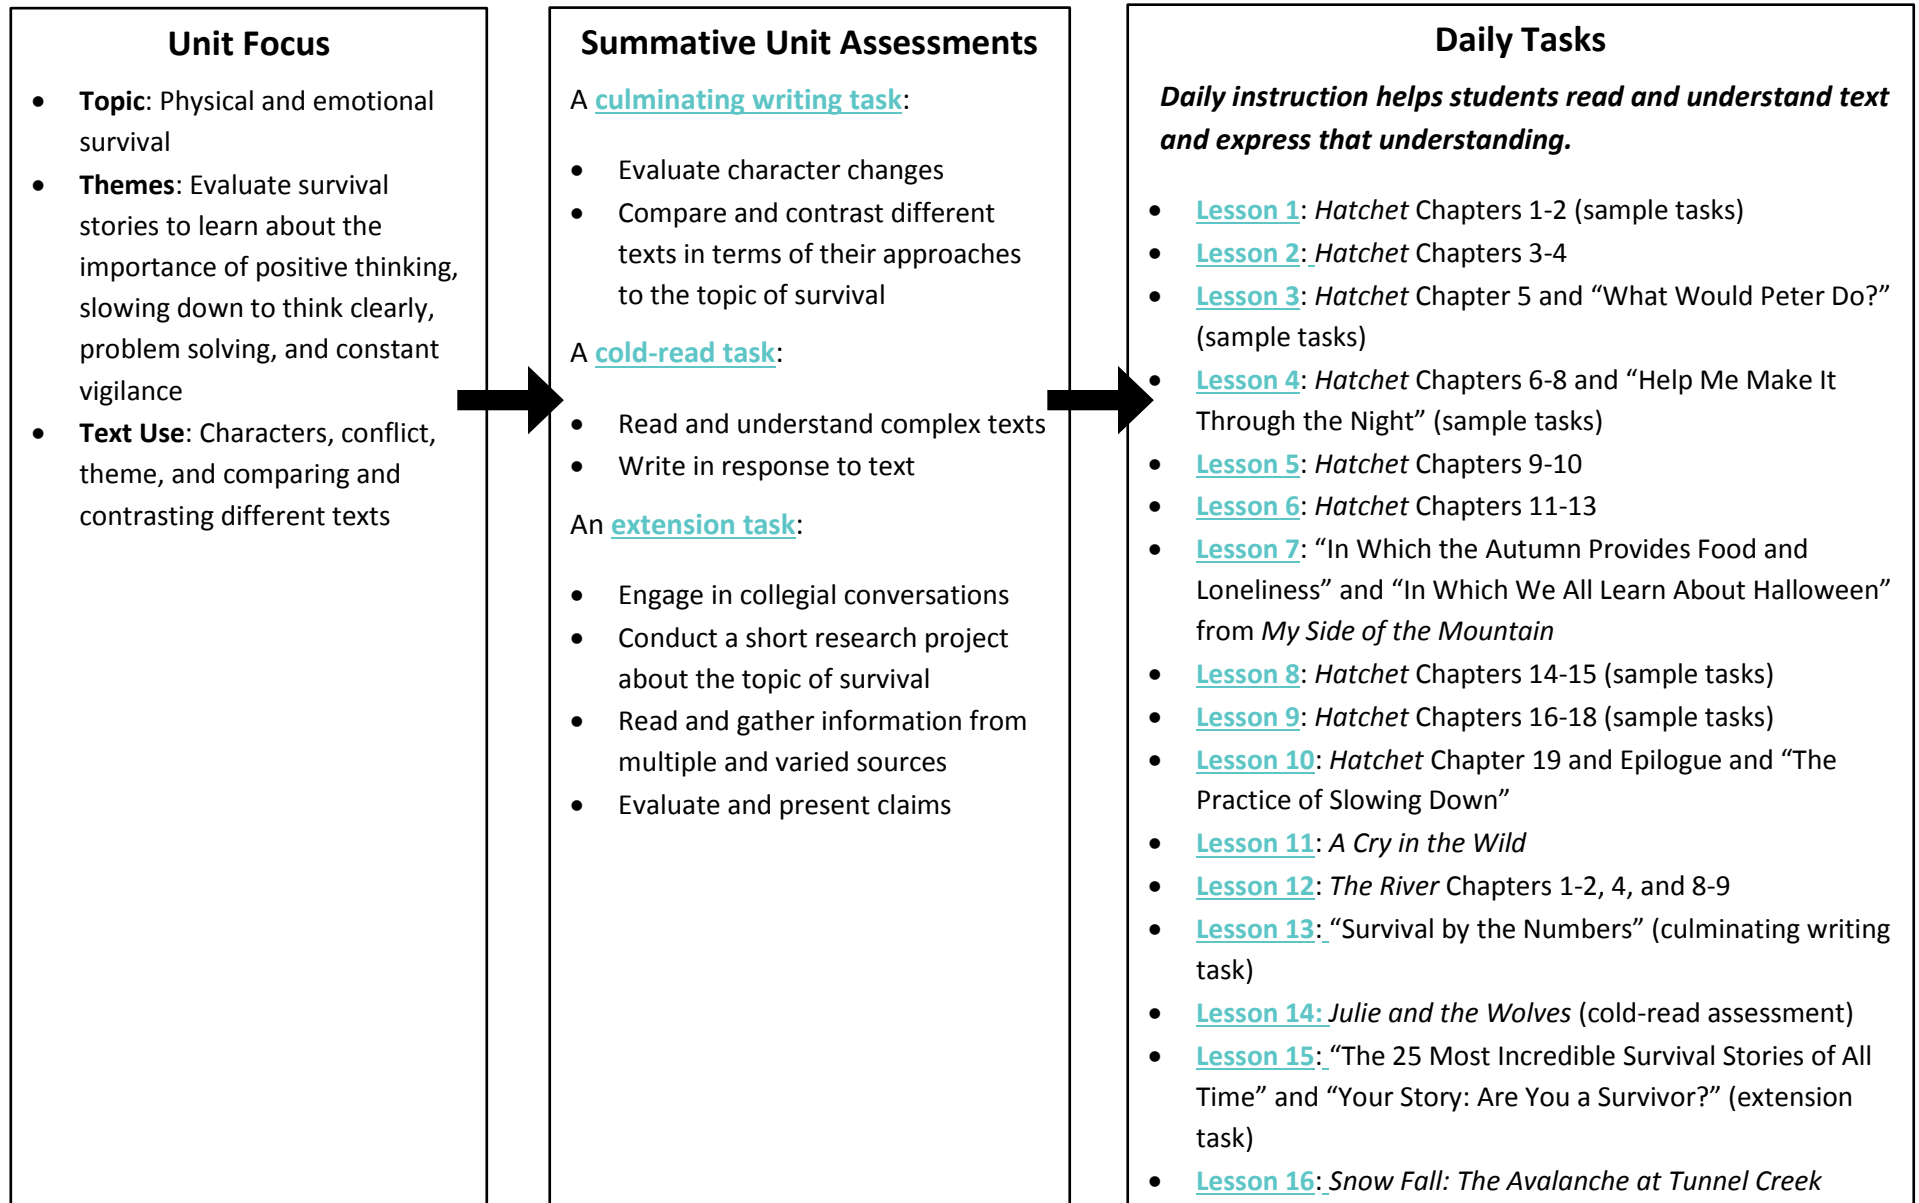 Unit Focus
• Topic: Physical and emotional
survival
• Themes: Evaluate survival
stories to learn about the
importance of positive thinking,
slowing down to think clearly,
problem solving, and constant
vigilance
• Text Use: Characters, conflict,
theme, and comparing and
contrasting different texts
Summative Unit Assessments
A culminating writing task:
• Evaluate character changes
• Compare and contrast different
texts in terms of their approaches
to the topic of survival
A cold-read task:
• Read and understand complex texts
• Write in response to text
An extension task:
• Engage in collegial conversations
• Conduct a short research project
about the topic of survival
• Read and gather information from
multiple and varied sources
• Evaluate and present claims
Daily Tasks
Daily instruction helps students read and understand text
and express that understanding.
• Lesson 1: Hatchet Chapters 1-2 (sample tasks)
• Lesson 2: Hatchet Chapters 3-4
• Lesson 3: Hatchet Chapter 5 and “What Would Peter Do?”
(sample tasks)
• Lesson 4: Hatchet Chapters 6-8 and “Help Me Make It
Through the Night” (sample tasks)
• Lesson 5: Hatchet Chapters 9-10
• Lesson 6: Hatchet Chapters 11-13
• Lesson 7: “In Which the Autumn Provides Food and
Loneliness” and “In Which We All Learn About Halloween”
from My Side of the Mountain
• Lesson 8: Hatchet Chapters 14-15 (sample tasks)
• Lesson 9: Hatchet Chapters 16-18 (sample tasks)
• Lesson 10: Hatchet Chapter 19 and Epilogue and “The
Practice of Slowing Down”
• Lesson 11: A Cry in the Wild
• Lesson 12: The River Chapters 1-2, 4, and 8-9
• Lesson 13: “Survival by the Numbers” (culminating writing
task)
• Lesson 14: Julie and the Wolves (cold-read assessment)
• Lesson 15: “The 25 Most Incredible Survival Stories of All
Time” and “Your Story: Are You a Survivor?” (extension
task)
• Lesson 16: Snow Fall: The Avalanche at Tunnel Creek